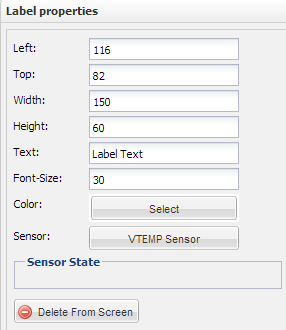 Label properties
Left: 116
Top: 82
Width: 150
Height: 60
Text: Label Text
Font-Size: 30
Color: Select
Sensor: VTEMP Sensor
Sensor State
Delete From Screen